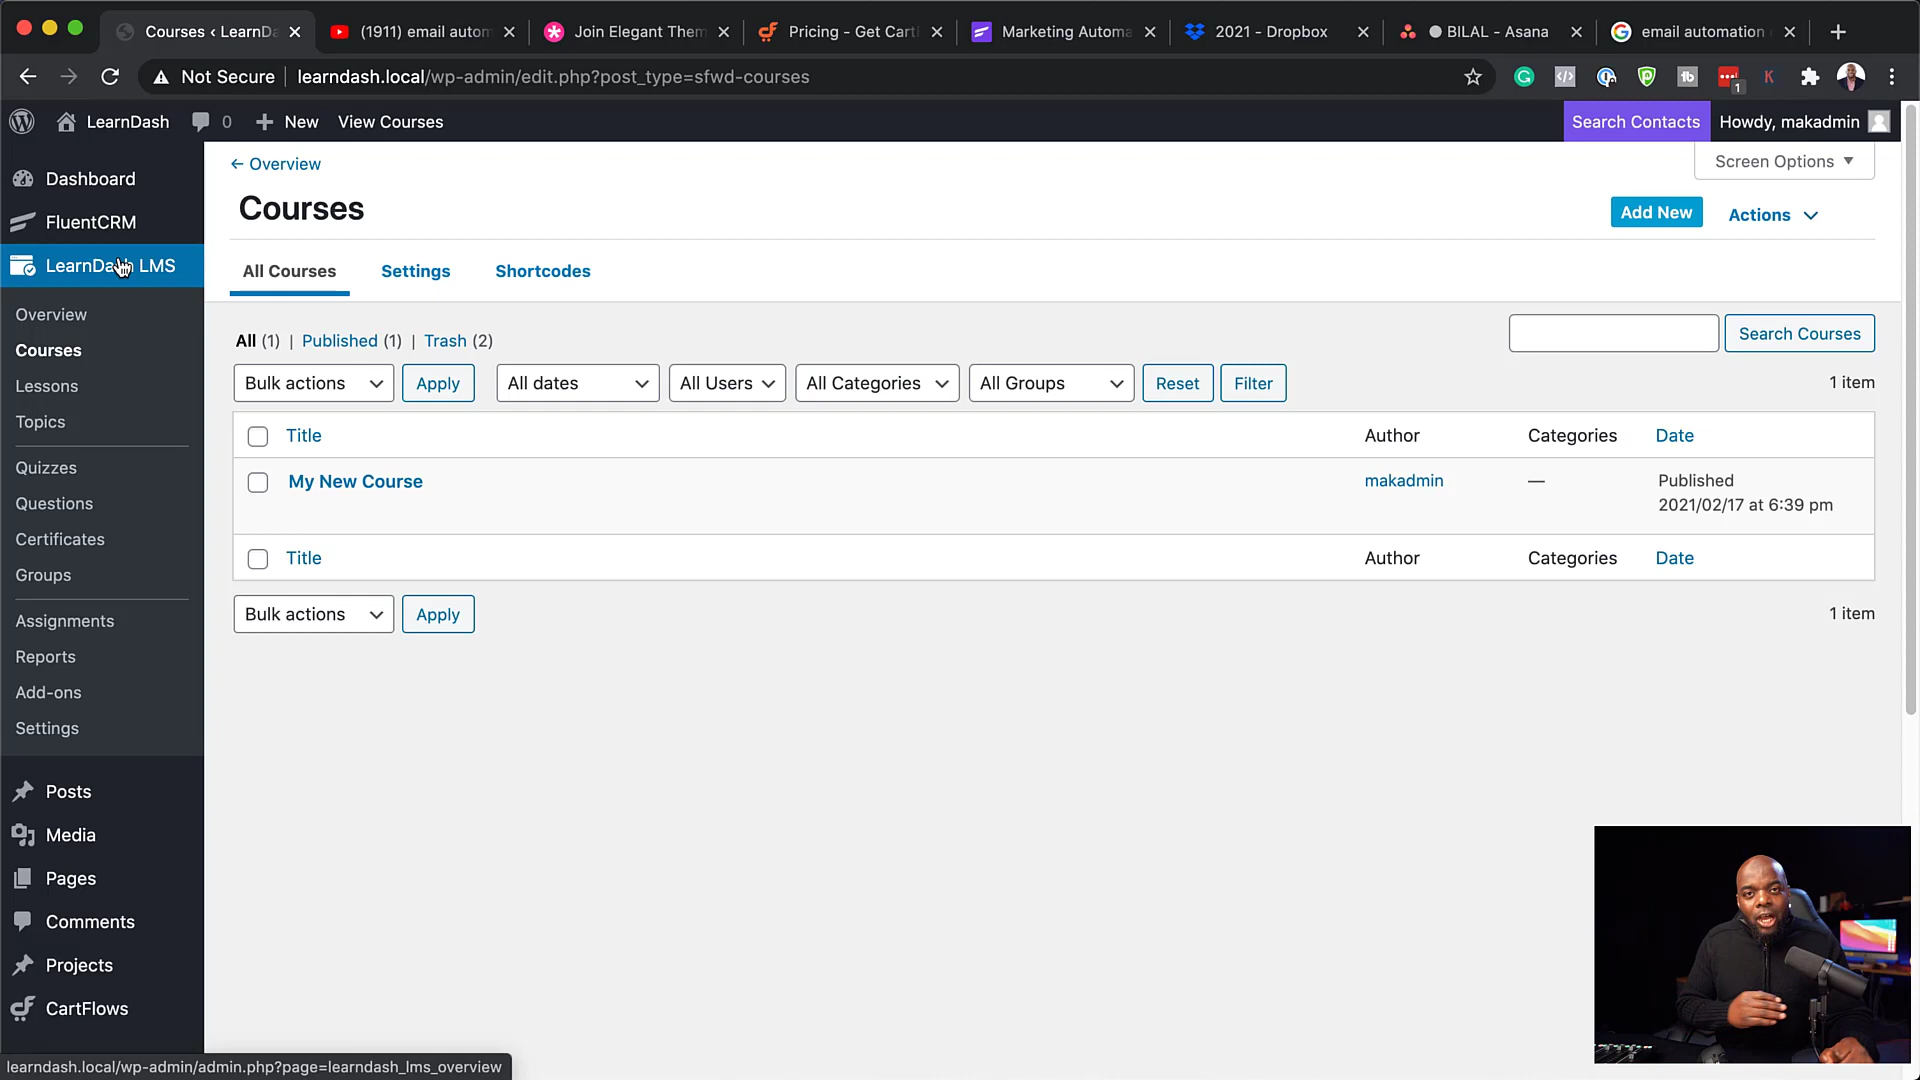 Courses ‹ LearnDa
(1911) email autom
Join Elegant Them
Pricing - Get Carti
Marketing Automa
2021 - Dropbox
BILAL - Asana
email automation
Not Secure
learndash.local/wp-admin/edit.php?post_type=sfwd-courses
1
LearnDash
0
New
View Courses
Search Contacts
Howdy, makadmin
Dashboard
FluentCRM
LearnDash LMS
Overview
Courses
Lessons
Topics
Quizzes
Questions
Certificates
Groups
Assignments
Reports
Add-ons
Settings
Posts
Media
Pages
Comments
Projects
CartFlows
← Overview
Screen Options
Courses
Add New
Actions
All Courses
Settings
Shortcodes
All (1) | Published (1) | Trash (2)
Search Courses
Bulk actions
Apply
All dates
All Users
All Categories
All Groups
Reset
Filter
1 item
Title
Author
Categories
Date
My New Course
makadmin
—
Published
2021/02/17 at 6:39 pm
Title
Author
Categories
Date
Bulk actions
Apply
1 item
learndash.local/wp-admin/admin.php?page=learndash_lms_overview